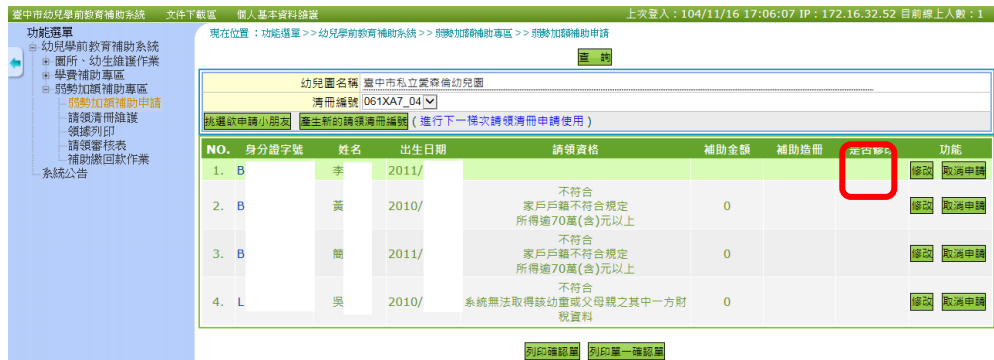 臺中市幼兒學前教育補助系統 文件下載區 個人基本資料維護 上次登入：104/11/16 17:06:07 IP：172.16.32.52 目前線上人數：1
功能選單
幼兒學前教育補助系統
園所、幼生維護作業
學費補助專區
弱勢加額補助專區
弱勢加額補助申請
請領清冊維護
領據列印
請領審核表
補助繳回款作業
系統公告
現在位置：功能選單>>幼兒學前教育補助系統>>弱勢加額補助專區>>弱勢加額補助申請
查 詢
幼兒園名稱 臺中市私立愛森倫幼兒園
清冊編號 061XA7_04
挑選欲申請小朋友 產生新的請領清冊編號 (進行下一梯次請領清冊申請使用)
NO. 身分證字號 姓名 出生日期 請領資格 補助金額 補助造冊 是否修改 功能
1. B 李 2011/ 修改 取消申請
不符合
2. B 黃 2010/ 家戶戶籍不符合規定 0 修改 取消申請
所得逾70萬(含)元以上
不符合
3. B 簡 2011/ 家戶戶籍不符合規定 0 修改 取消申請
所得逾70萬(含)元以上
不符合
4. L 吳 2010/ 系統無法取得該幼童或父母親之其中一方財 0 修改 取消申請
稅資料
列印確認單 列印單一確認單